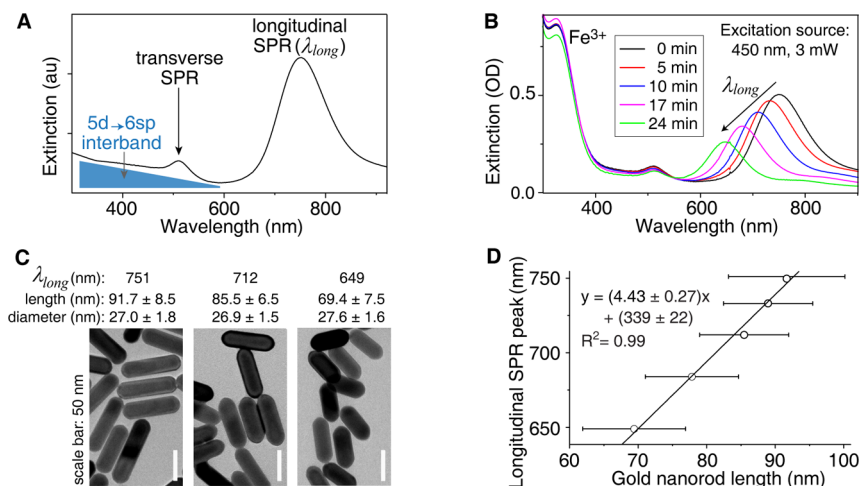 A
longitudinal
SPR (λlong)
transverse
SPR
5d→6sp
interband
Extinction (au)
400
600
800
Wavelength (nm)
B
Fe³⁺
Excitation source:
450 nm, 3 mW
0 min
5 min
10 min
17 min
24 min
λlong
0.5
0.0
Extinction (OD)
400
600
800
Wavelength (nm)
C
λlong (nm): 751 712 649
length (nm): 91.7 ± 8.5 85.5 ± 6.5 69.4 ± 7.5
diameter (nm): 27.0 ± 1.8 26.9 ± 1.5 27.6 ± 1.6
scale bar: 50 nm
D
y = (4.43 ± 0.27)x
+ (339 ± 22)
R²= 0.99
750
700
650
Longitudinal SPR peak (nm)
60
70
80
90
100
Gold nanorod length (nm)